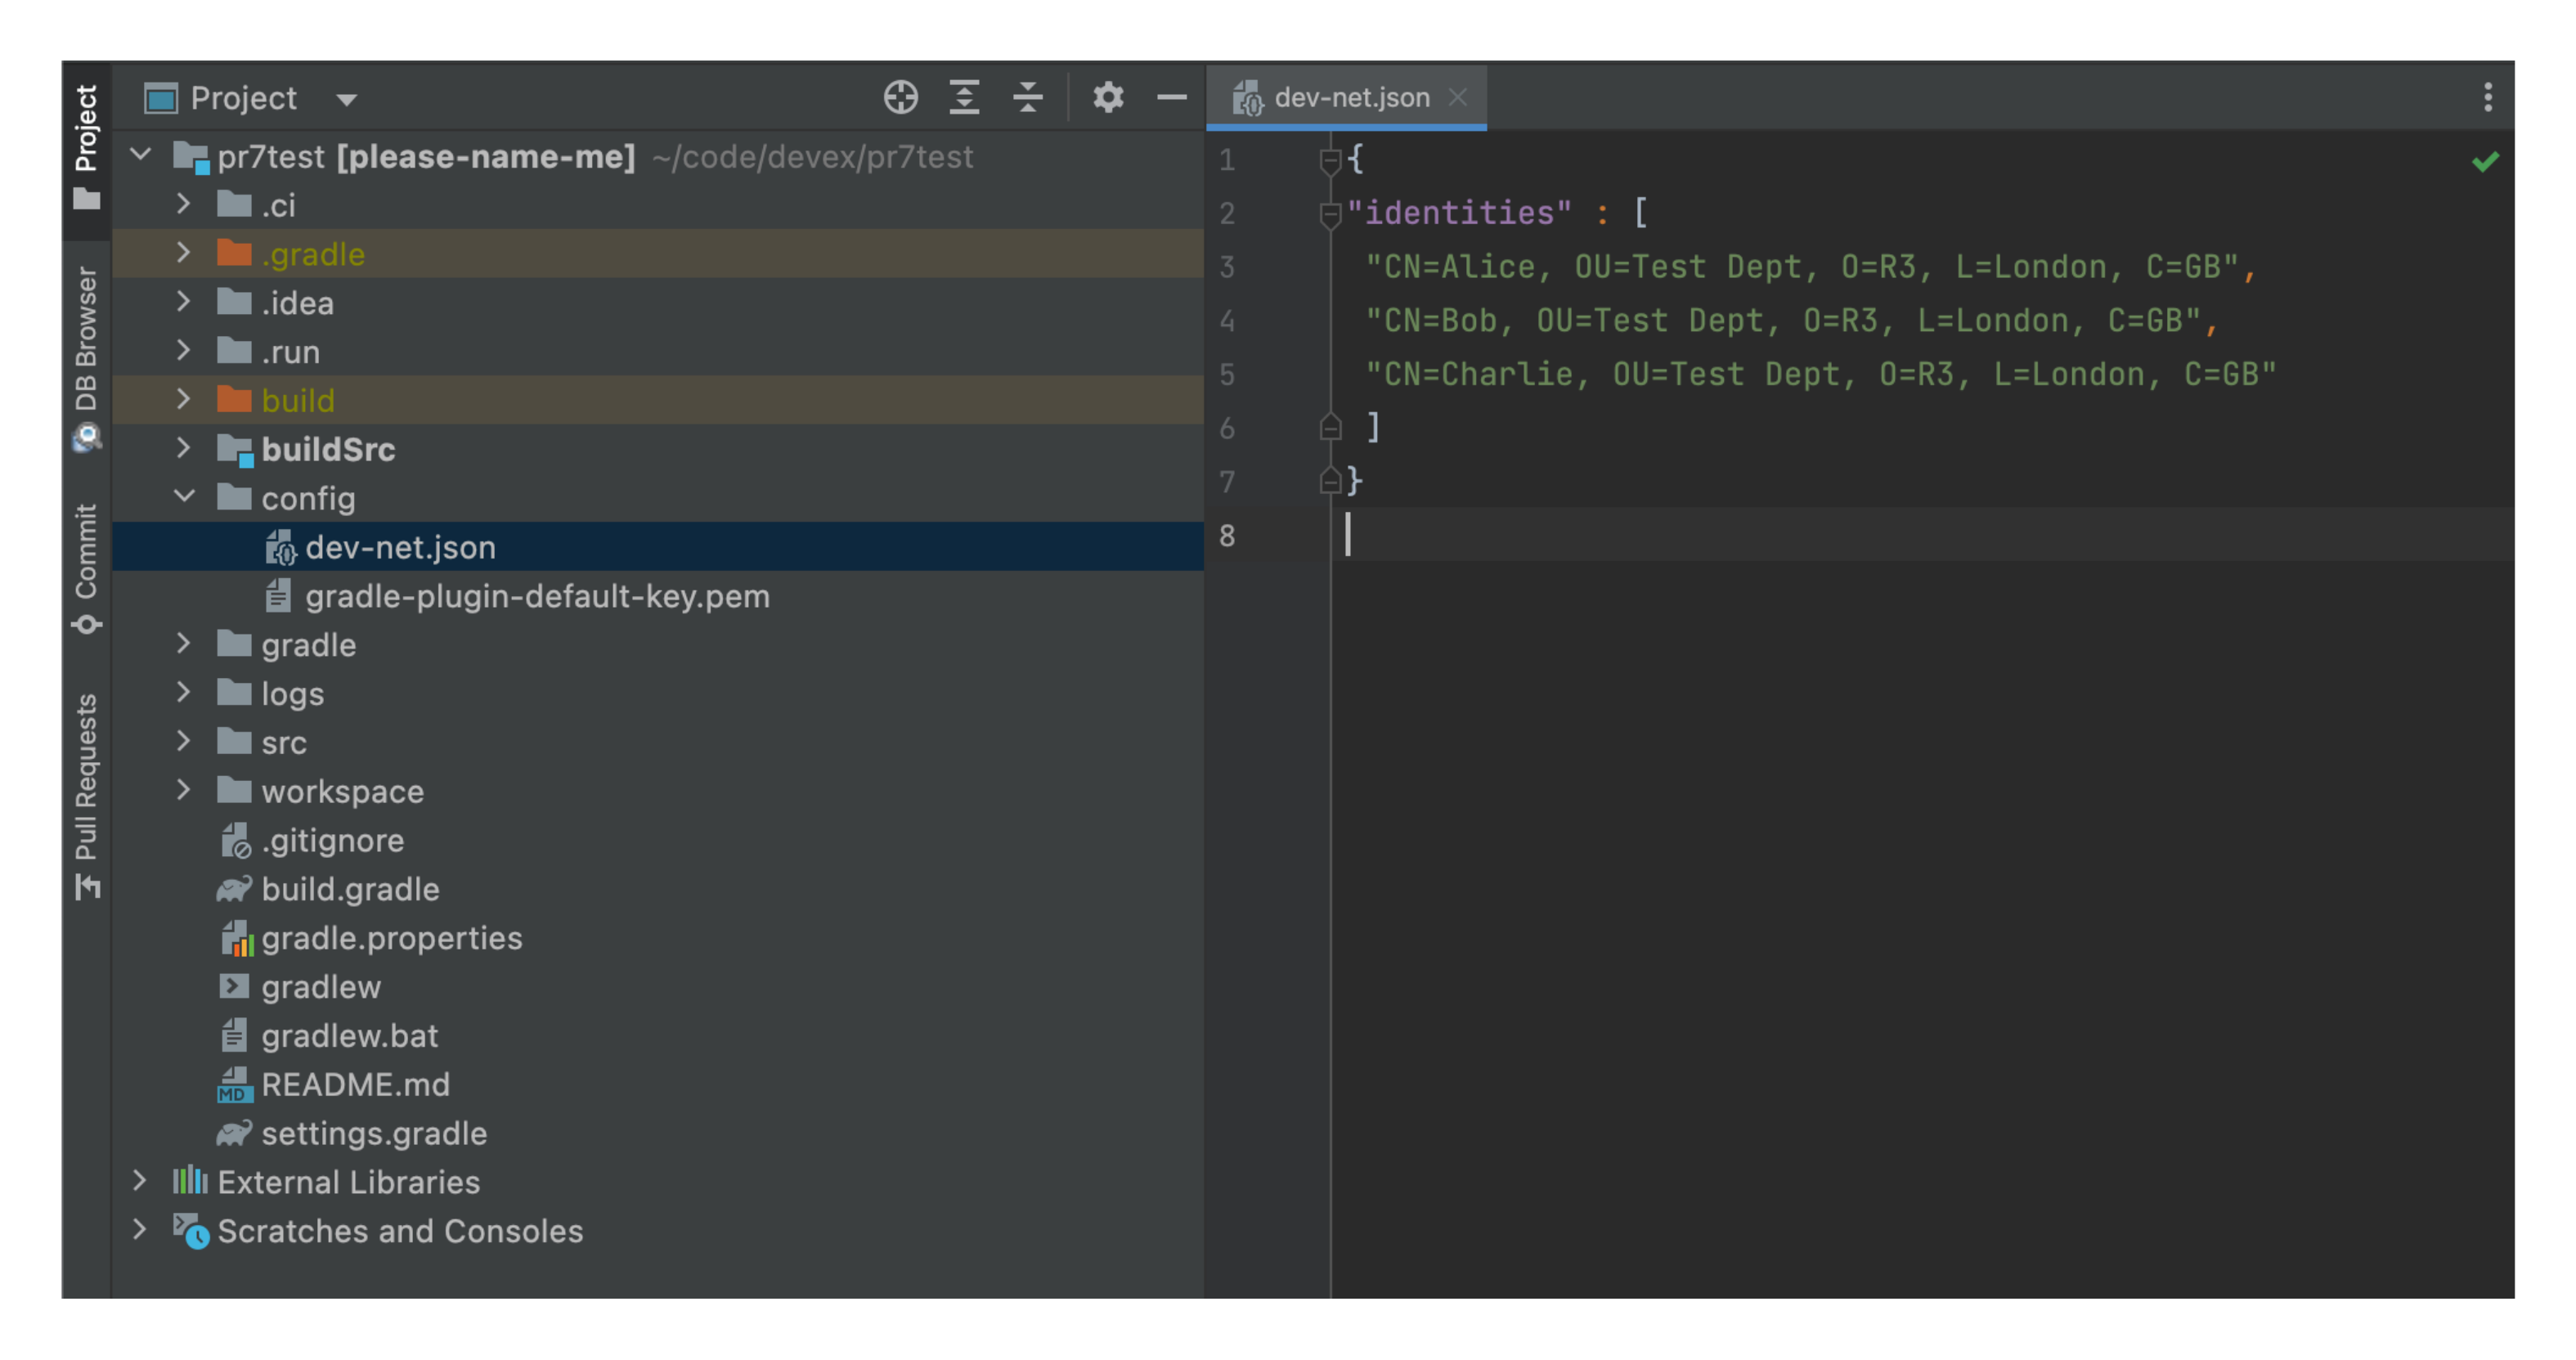 Project
DB Browser
Commit
Pull Requests
Project
pr7test [please-name-me] ~/code/devex/pr7test
.ci
.gradle
.idea
.run
build
buildSrc
config
dev-net.json
gradle-plugin-default-key.pem
gradle
logs
src
workspace
.gitignore
build.gradle
gradle.properties
gradlew
gradlew.bat
MD README.md
settings.gradle
External Libraries
Scratches and Consoles
dev-net.json
1 {
2 "identities" : [
3 "CN=Alice, OU=Test Dept, O=R3, L=London, C=GB",
4 "CN=Bob, OU=Test Dept, O=R3, L=London, C=GB",
5 "CN=Charlie, OU=Test Dept, O=R3, L=London, C=GB"
6 ]
7 }
8